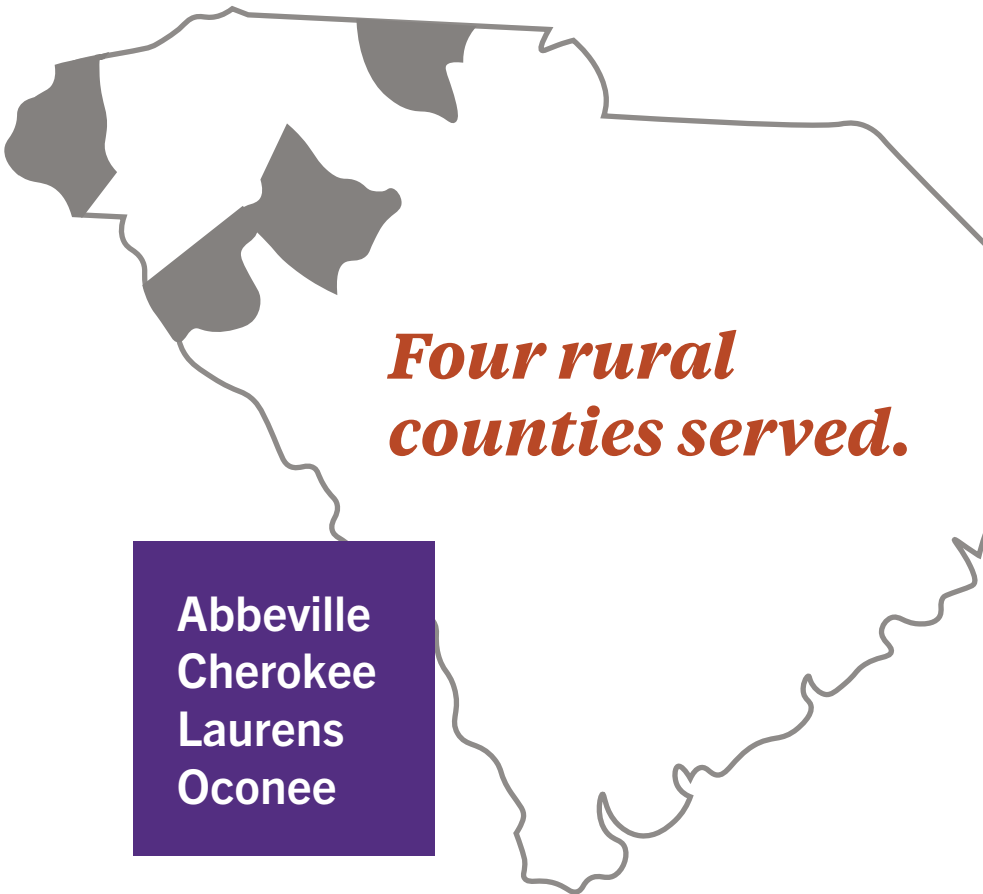 Four rural
counties served.
Abbeville
Cherokee
Laurens
Oconee